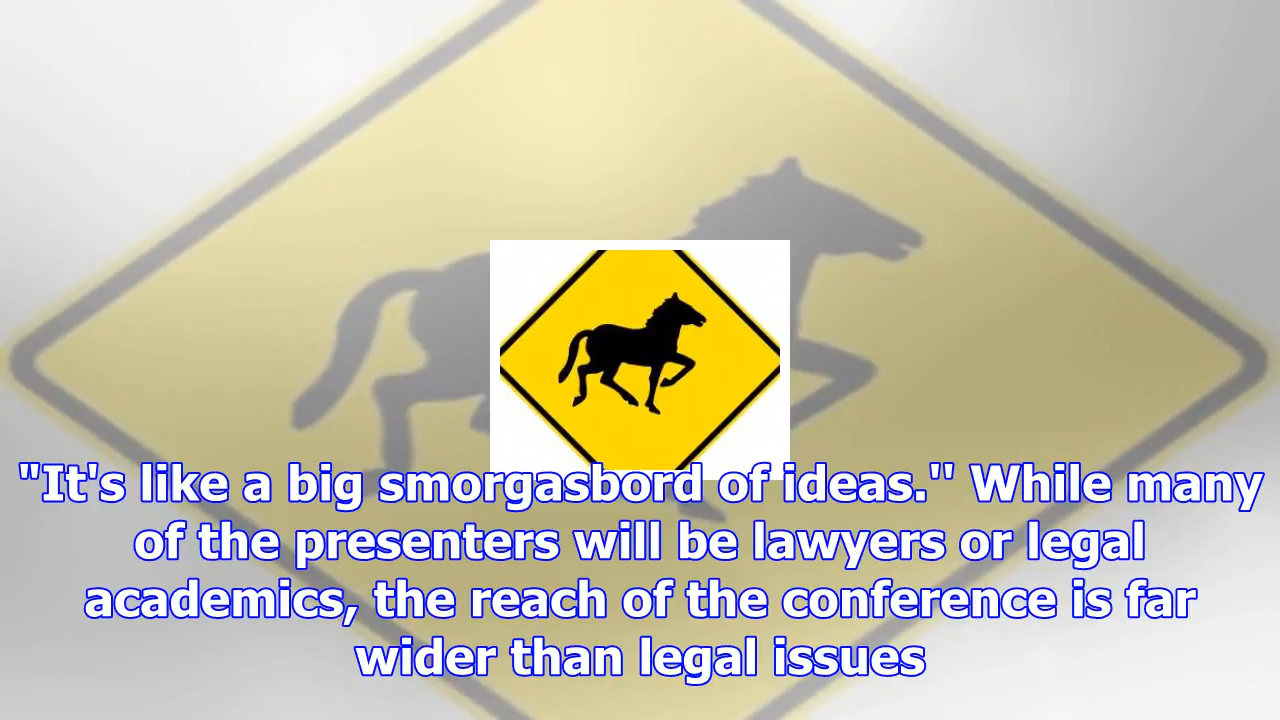 "It's like a big smorgasbord of ideas." While many
of the presenters will be lawyers or legal
academics, the reach of the conference is far
wider than legal issues